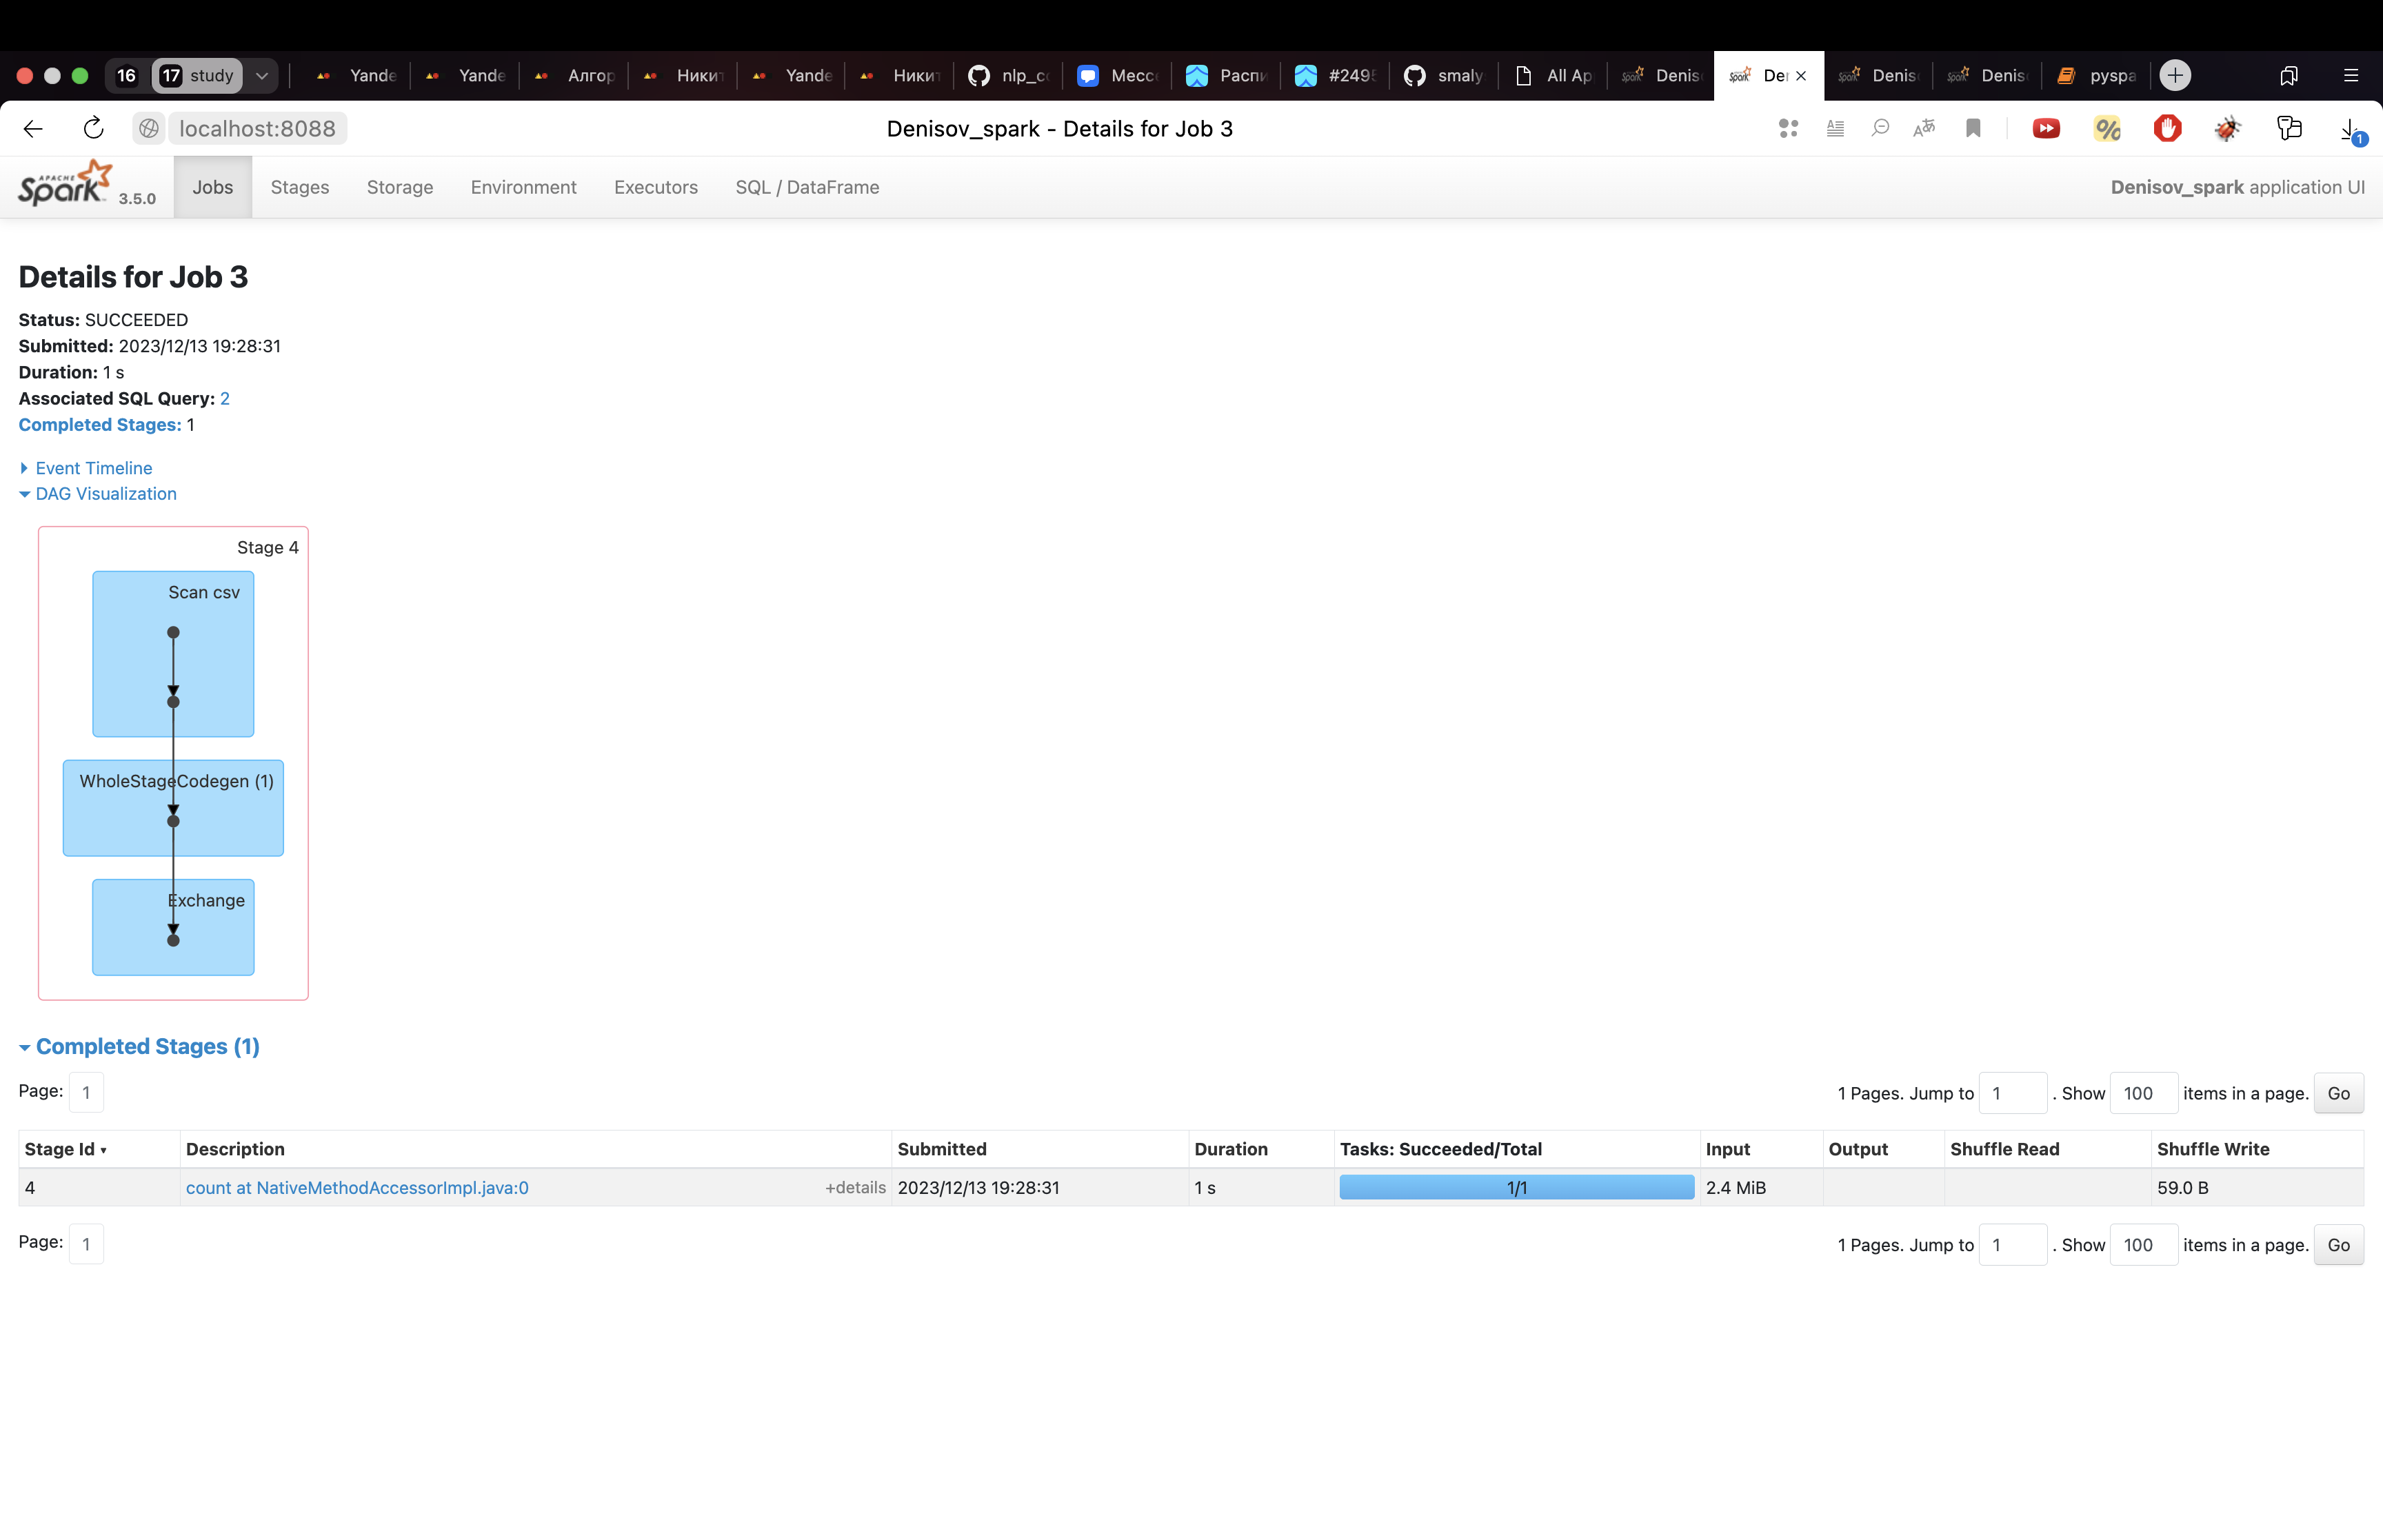 16 17 study Yande Yande Алгор Никит Yande Никит nlp_cc Мессе Распи #2495 smaly All Ap Denis Der Denis Denis pyspa
localhost:8088 Denisov_spark - Details for Job 3 1
APACHE Spark 3.5.0 Jobs Stages Storage Environment Executors SQL / DataFrame Denisov_spark application UI
Details for Job 3
Status: SUCCEEDED
Submitted: 2023/12/13 19:28:31
Duration: 1 s
Associated SQL Query: 2
Completed Stages: 1
Event Timeline
DAG Visualization
Stage 4
Scan csv
WholeStageCodegen (1)
Exchange
Completed Stages (1)
Page: 1 1 Pages. Jump to 1 . Show 100 items in a page. Go
Stage Id Description Submitted Duration Tasks: Succeeded/Total Input Output Shuffle Read Shuffle Write
4 count at NativeMethodAccessorImpl.java:0 +details 2023/12/13 19:28:31 1 s 1/1 2.4 MiB 59.0 B
Page: 1 1 Pages. Jump to 1 . Show 100 items in a page. Go